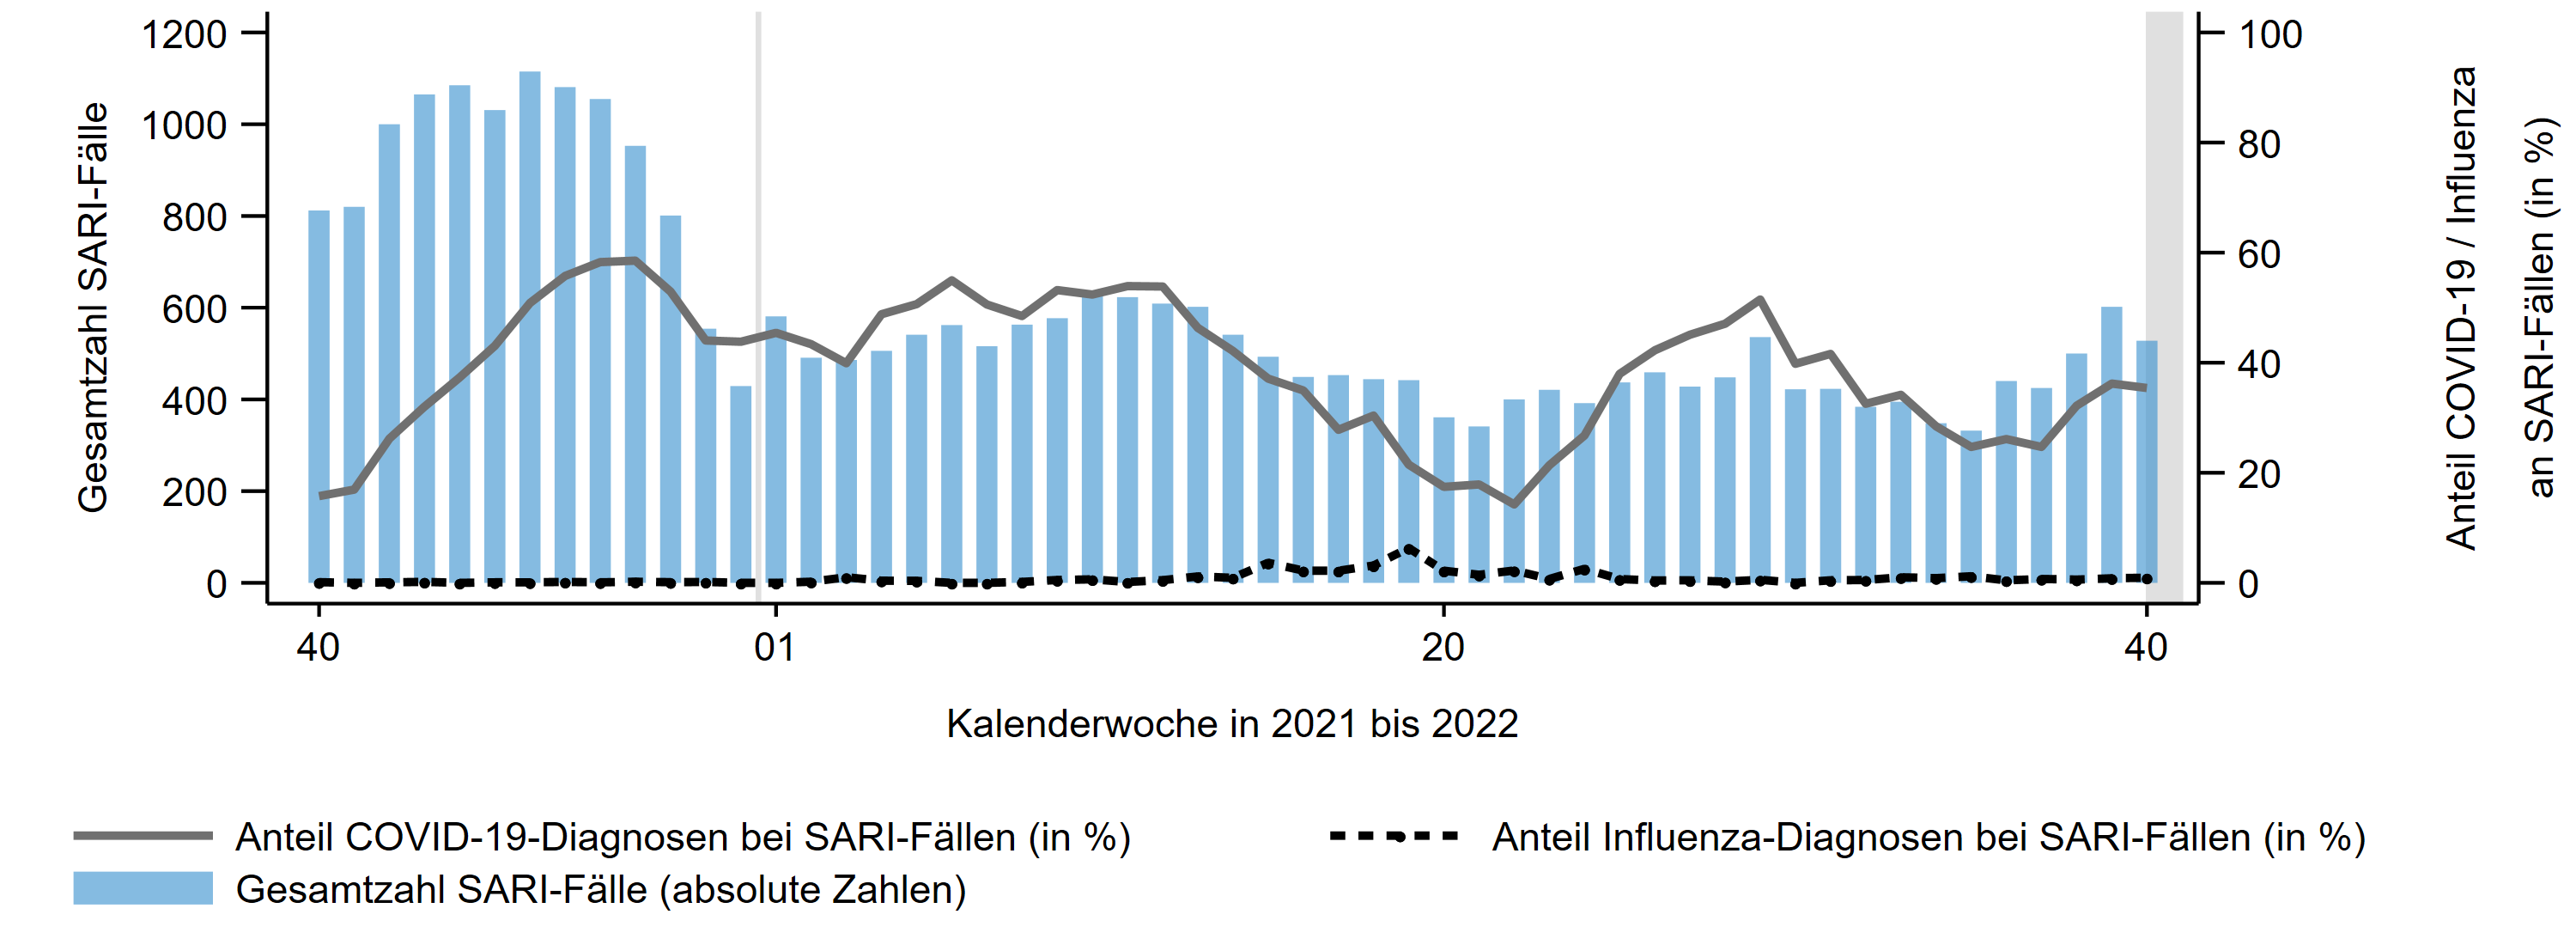 Gesamtzahl SARI-Fälle
1200
1000
800
600
400
200
0
100
80
60
40
20
0
Anteil COVID-19 / Influenza
an SARI-Fällen (in %)
40
01
20
40
Kalenderwoche in 2021 bis 2022
Anteil COVID-19-Diagnosen bei SARI-Fällen (in %)
Anteil Influenza-Diagnosen bei SARI-Fällen (in %)
Gesamtzahl SARI-Fälle (absolute Zahlen)